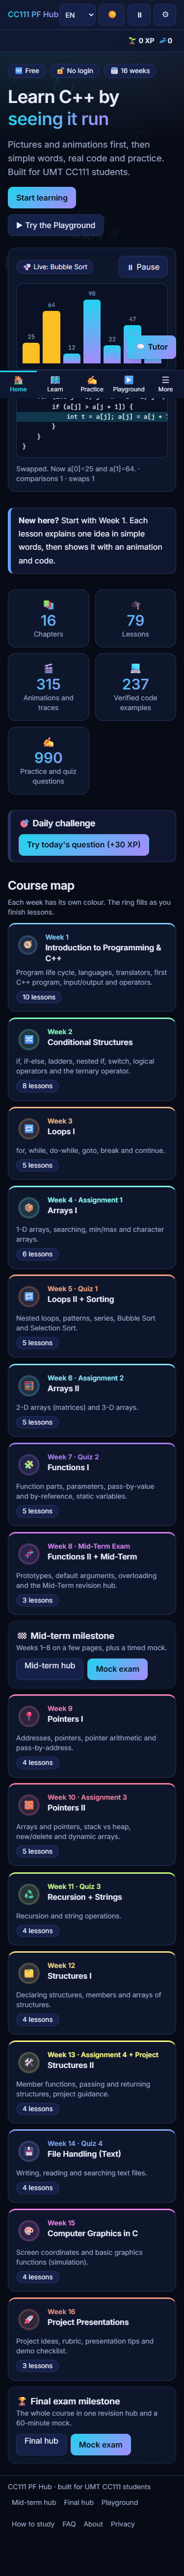 CC111 PF Hub EN
0 XP 0
Free No login 16 weeks
Learn C++ by
seeing it run
Pictures and animations first, then
simple words, real code and practice.
Built for UMT CC111 students.
Start learning
▶ Try the Playground
Live: Bubble Sort
Pause
25
64
12
90
22
47
Tutor
Home Learn Practice Playground More
if (a[j] > a[j + 1]) {
int t = a[j]; a[j] = a[j + 1
}
}
}
Swapped. Now a[0]=25 and a[1]=64. ·
comparisons 1 · swaps 1
New here? Start with Week 1. Each
lesson explains one idea in simple
words, then shows it with an animation
and code.
16
Chapters
79
Lessons
315
Animations and
traces
237
Verified code
examples
990
Practice and quiz
questions
Daily challenge
Try today's question (+30 XP)
Course map
Each week has its own colour. The ring fills as you
finish lessons.
Week 1
Introduction to Programming &
C++
Program life cycle, languages, translators, first
C++ program, input/output and operators.
10 lessons
Week 2
Conditional Structures
if, if-else, ladders, nested if, switch, logical
operators and the ternary operator.
8 lessons
Week 3
Loops I
for, while, do-while, goto, break and continue.
5 lessons
Week 4 · Assignment 1
Arrays I
1-D arrays, searching, min/max and character
arrays.
6 lessons
Week 5 · Quiz 1
Loops II + Sorting
Nested loops, patterns, series, Bubble Sort
and Selection Sort.
5 lessons
Week 6 · Assignment 2
Arrays II
2-D arrays (matrices) and 3-D arrays.
5 lessons
Week 7 · Quiz 2
Functions I
Function parts, parameters, pass-by-value
and by-reference, static variables.
5 lessons
Week 8 · Mid-Term Exam
Functions II + Mid-Term
Prototypes, default arguments, overloading
and the Mid-Term revision hub.
3 lessons
Mid-term milestone
Weeks 1–8 on a few pages, plus a timed mock.
Mid-term hub
Mock exam
Week 9
Pointers I
Addresses, pointers, pointer arithmetic and
pass-by-address.
4 lessons
Week 10 · Assignment 3
Pointers II
Arrays and pointers, stack vs heap,
new/delete and dynamic arrays.
5 lessons
Week 11 · Quiz 3
Recursion + Strings
Recursion and string operations.
4 lessons
Week 12
Structures I
Declaring structures, members and arrays of
structures.
4 lessons
Week 13 · Assignment 4 + Project
Structures II
Member functions, passing and returning
structures, project guidance.
4 lessons
Week 14 · Quiz 4
File Handling (Text)
Writing, reading and searching text files.
4 lessons
Week 15
Computer Graphics in C
Screen coordinates and basic graphics
functions (simulation).
4 lessons
Week 16
Project Presentations
Project ideas, rubric, presentation tips and
demo checklist.
3 lessons
Final exam milestone
The whole course in one revision hub and a
60-minute mock.
Final hub
Mock exam
CC111 PF Hub · built for UMT CC111 students
Mid-term hub Final hub Playground
How to study FAQ About Privacy